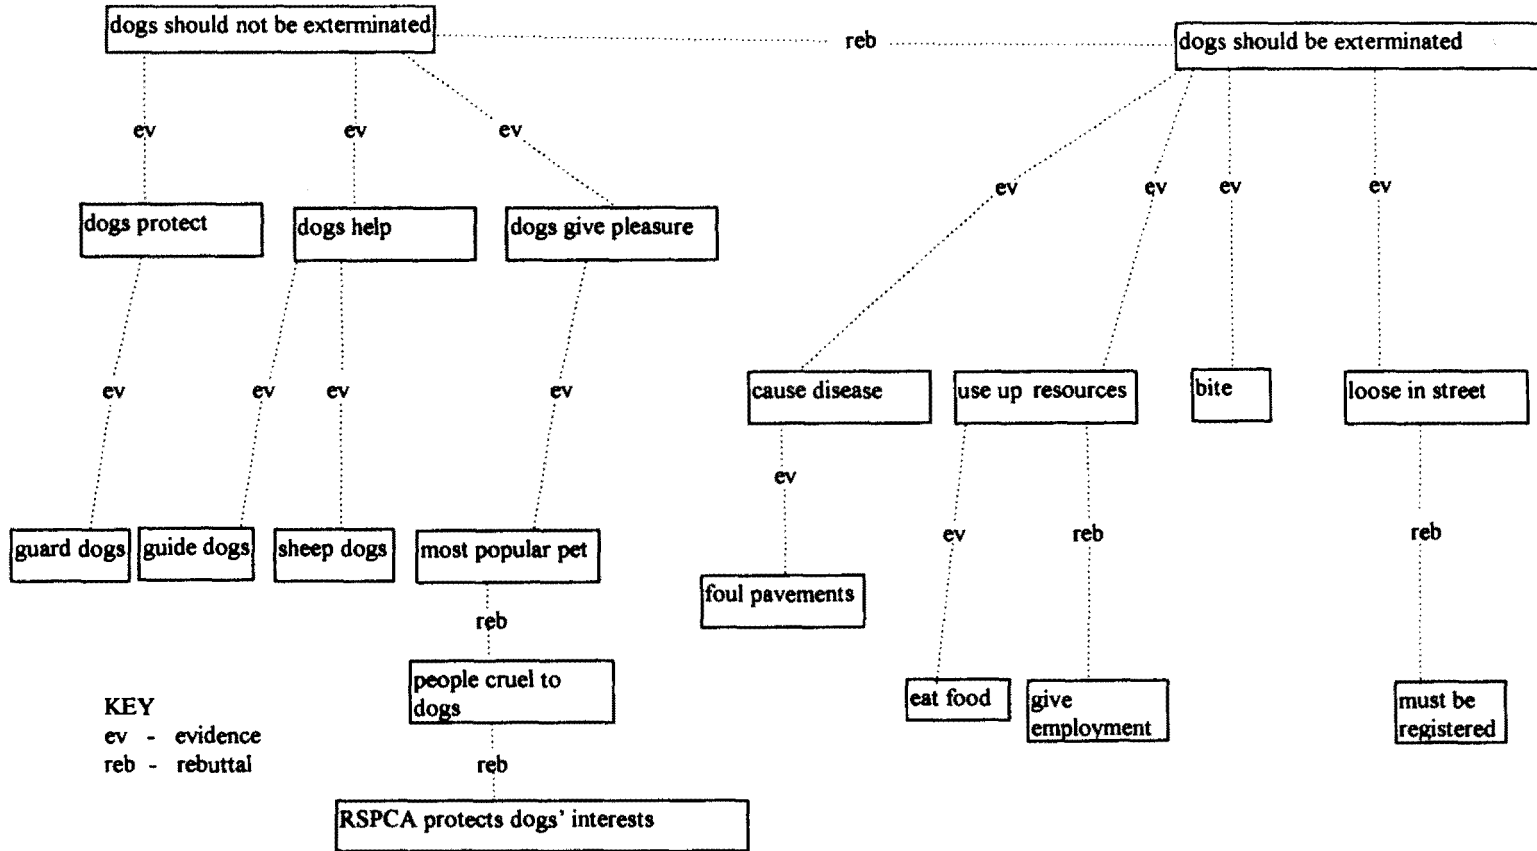 dogs should not be exterminated
reb
dogs should be exterminated
ev
ev
ev
ev
ev
ev
ev
dogs protect
dogs help
dogs give pleasure
ev
ev
ev
ev
cause disease
use up resources
bite
loose in street
ev
ev
reb
reb
guard dogs
guide dogs
sheep dogs
most popular pet
foul pavements
reb
people cruel to
dogs
eat food
give
employment
must be
registered
KEY
ev - evidence
reb - rebuttal
reb
RSPCA protects dogs' interests